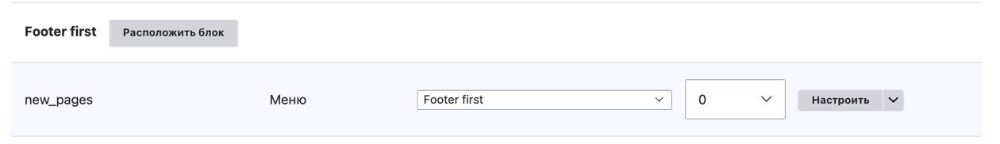 Footer first Расположить блок
new_pages Меню Footer first 0 Настроить